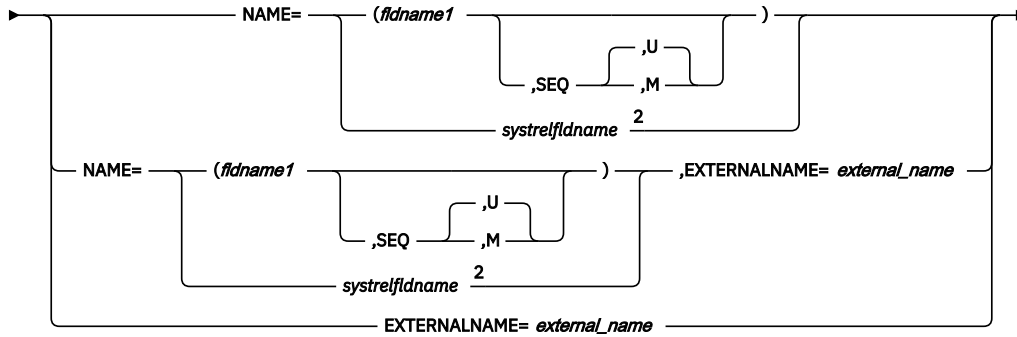 NAME= (fldname1 )
,U
,SEQ ,M
systrelfldname 2
NAME= (fldname1 ) ,EXTERNALNAME= external_name
,U
,SEQ ,M
systrelfldname 2
EXTERNALNAME= external_name